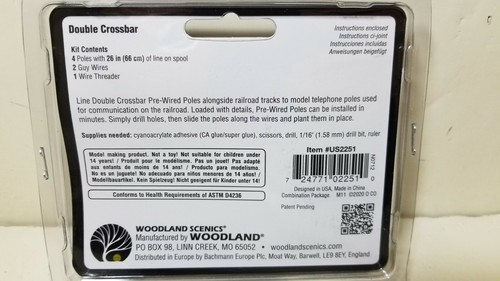 Double Crossbar
Instructions enclosed
Instructions ci-joint
Instrucciones incluidas
Anweisungen beigefügt
Kit Contents
4 Poles with 26 in (66 cm) of line on spool
2 Guy Wires
1 Wire Threader
Line Double Crossbar Pre-Wired Poles alongside railroad tracks to model telephone poles used
for communication on the railroad. Loaded with details, Pre-Wired Poles can be installed in
minutes. Simply drill holes, then slide the poles along the wires and plant them in place.
Supplies needed: cyanoacrylate adhesive (CA glue/super glue), scissors, drill, 1/16" (1.58 mm) drill bit, ruler
Model making product. Not a toy! Not suitable for children under
14 years! / Produit pour le modélisme. Pas un jouet! Pas adapté
aux enfants de moins de 14 ans! / Producto para modelismo.
No es un juguete! No adecuado para niños menores de 14 años! /
Modellbauartikel. Kein Spielzeug! Nicht geeignet für Kinder unter 14!
Conforms to Health Requirements of ASTM D4236
Item #US2251
7 24771 02251 0
N0712
Designed in USA, Made in China
Combination Package M11 ©2020 O CO
Patent Pending
WOODLAND SCENICS®
Manufactured by WOODLAND®
PO BOX 98, LINN CREEK, MO 65052 • woodlandscenics.com
Distributed in Europe by Bachmann Europe Plc, Moat Way, Barwell, LE9 8EY, England